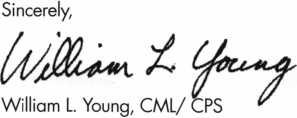 Sincerely,
William L. Young
William L. Young, CML/ CPS